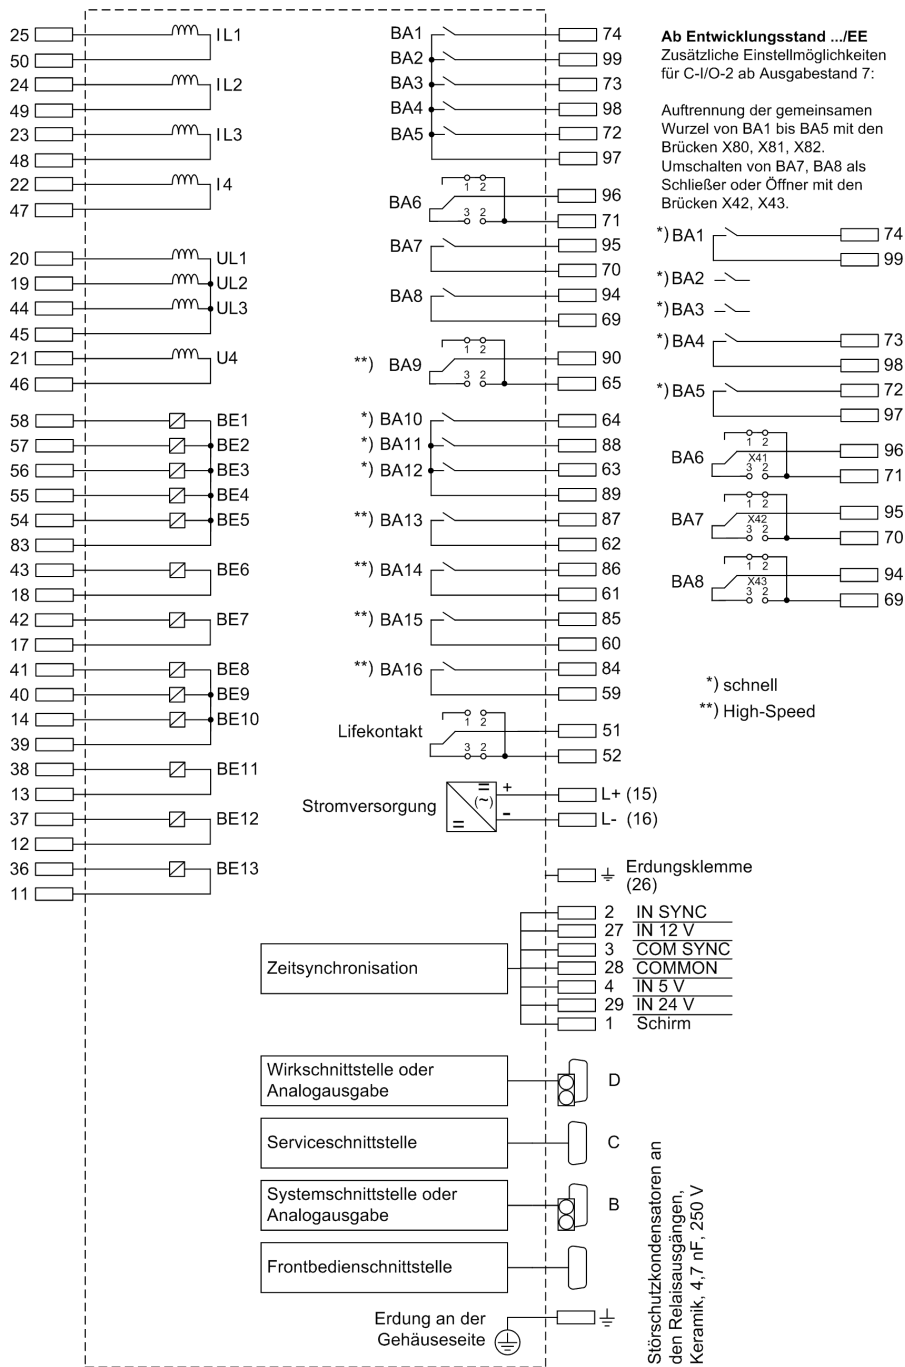 25 IL1
50
24 IL2
49
23 IL3
48
22 I4
47
20 UL1
19 UL2
44 UL3
45
21 U4
46
58 BE1
57 BE2
56 BE3
55 BE4
54 BE5
83
43 BE6
18
42 BE7
17
41 BE8
40 BE9
14 BE10
39
38 BE11
13
37 BE12
12
36 BE13
11
BA1 74
BA2 99
BA3 73
BA4 98
BA5 72
97
1 2
BA6 96
3 2
71
BA7 95
70
BA8 94
69
1 2
**) BA9 90
3 2
65
*) BA10 64
*) BA11 88
*) BA12 63
89
**) BA13 87
62
**) BA14 86
61
**) BA15 85
60
**) BA16 84
59
1 2
Lifekontakt 51
3 2
52
Stromversorgung = (~) = + L+ (15)
- L- (16)
Erdungsklemme
(26)
2 IN SYNC
27 IN 12 V
3 COM SYNC
Zeitsynchronisation 28 COMMON
4 IN 5 V
29 IN 24 V
1 Schirm
Wirkschnittstelle oder
Analogausgabe
D
Serviceschnittstelle
C
Systemschnittstelle oder
Analogausgabe
B
Frontbedienschnittstelle
Erdung an der
Gehäuseseite
Ab Entwicklungsstand .../EE
Zusätzliche Einstellmöglichkeiten
für C-I/O-2 ab Ausgabestand 7:
Auftrennung der gemeinsamen
Wurzel von BA1 bis BA5 mit den
Brücken X80, X81, X82.
Umschalten von BA7, BA8 als
Schließer oder Öffner mit den
Brücken X42, X43.
*) BA1 74
99
*) BA2
*) BA3
*) BA4 73
98
*) BA5 72
97
1 2
BA6 X41 96
3 2
71
1 2
BA7 X42 95
3 2
70
1 2
BA8 X43 94
3 2
69
*) schnell
**) High-Speed
Störschutzkondensatoren an
den Relaisausgängen,
Keramik, 4,7 nF, 250 V